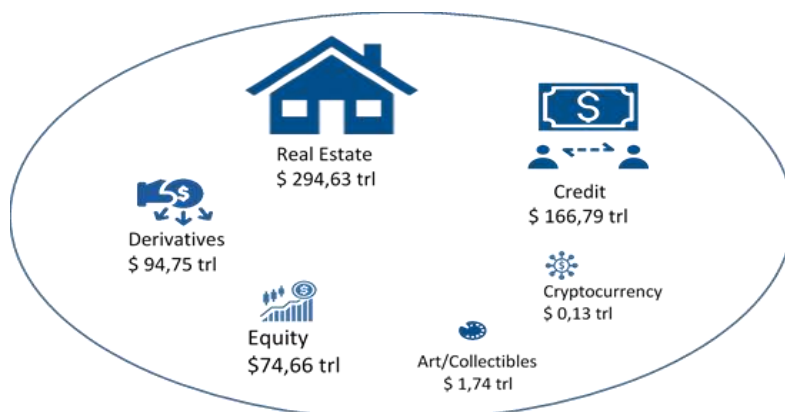 $
Real Estate
$ 294,63 trl
Credit
$ 166,79 trl
$
Derivatives
$ 94,75 trl
$
Cryptocurrency
$ 0,13 trl
$
Equity
$74,66 trl
Art/Collectibles
$ 1,74 trl